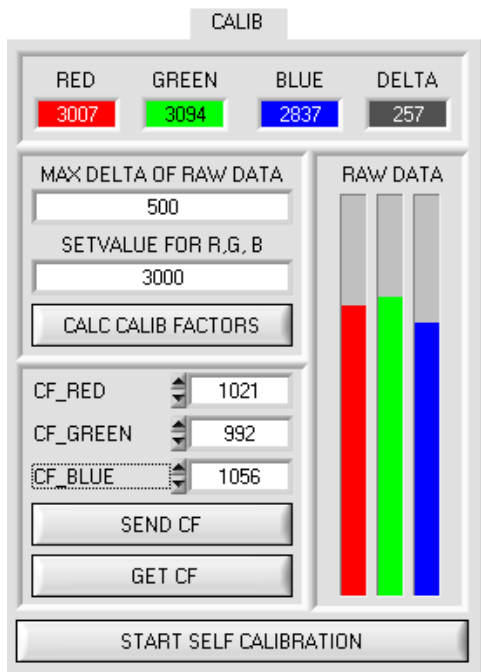 CALIB
RED GREEN BLUE DELTA
3007 3094 2837 257
MAX DELTA OF RAW DATA
500
SETVALUE FOR R,G, B
3000
CALC CALIB FACTORS
RAW DATA
CF_RED 1021
CF_GREEN 992
CF_BLUE 1056
SEND CF
GET CF
START SELF CALIBRATION